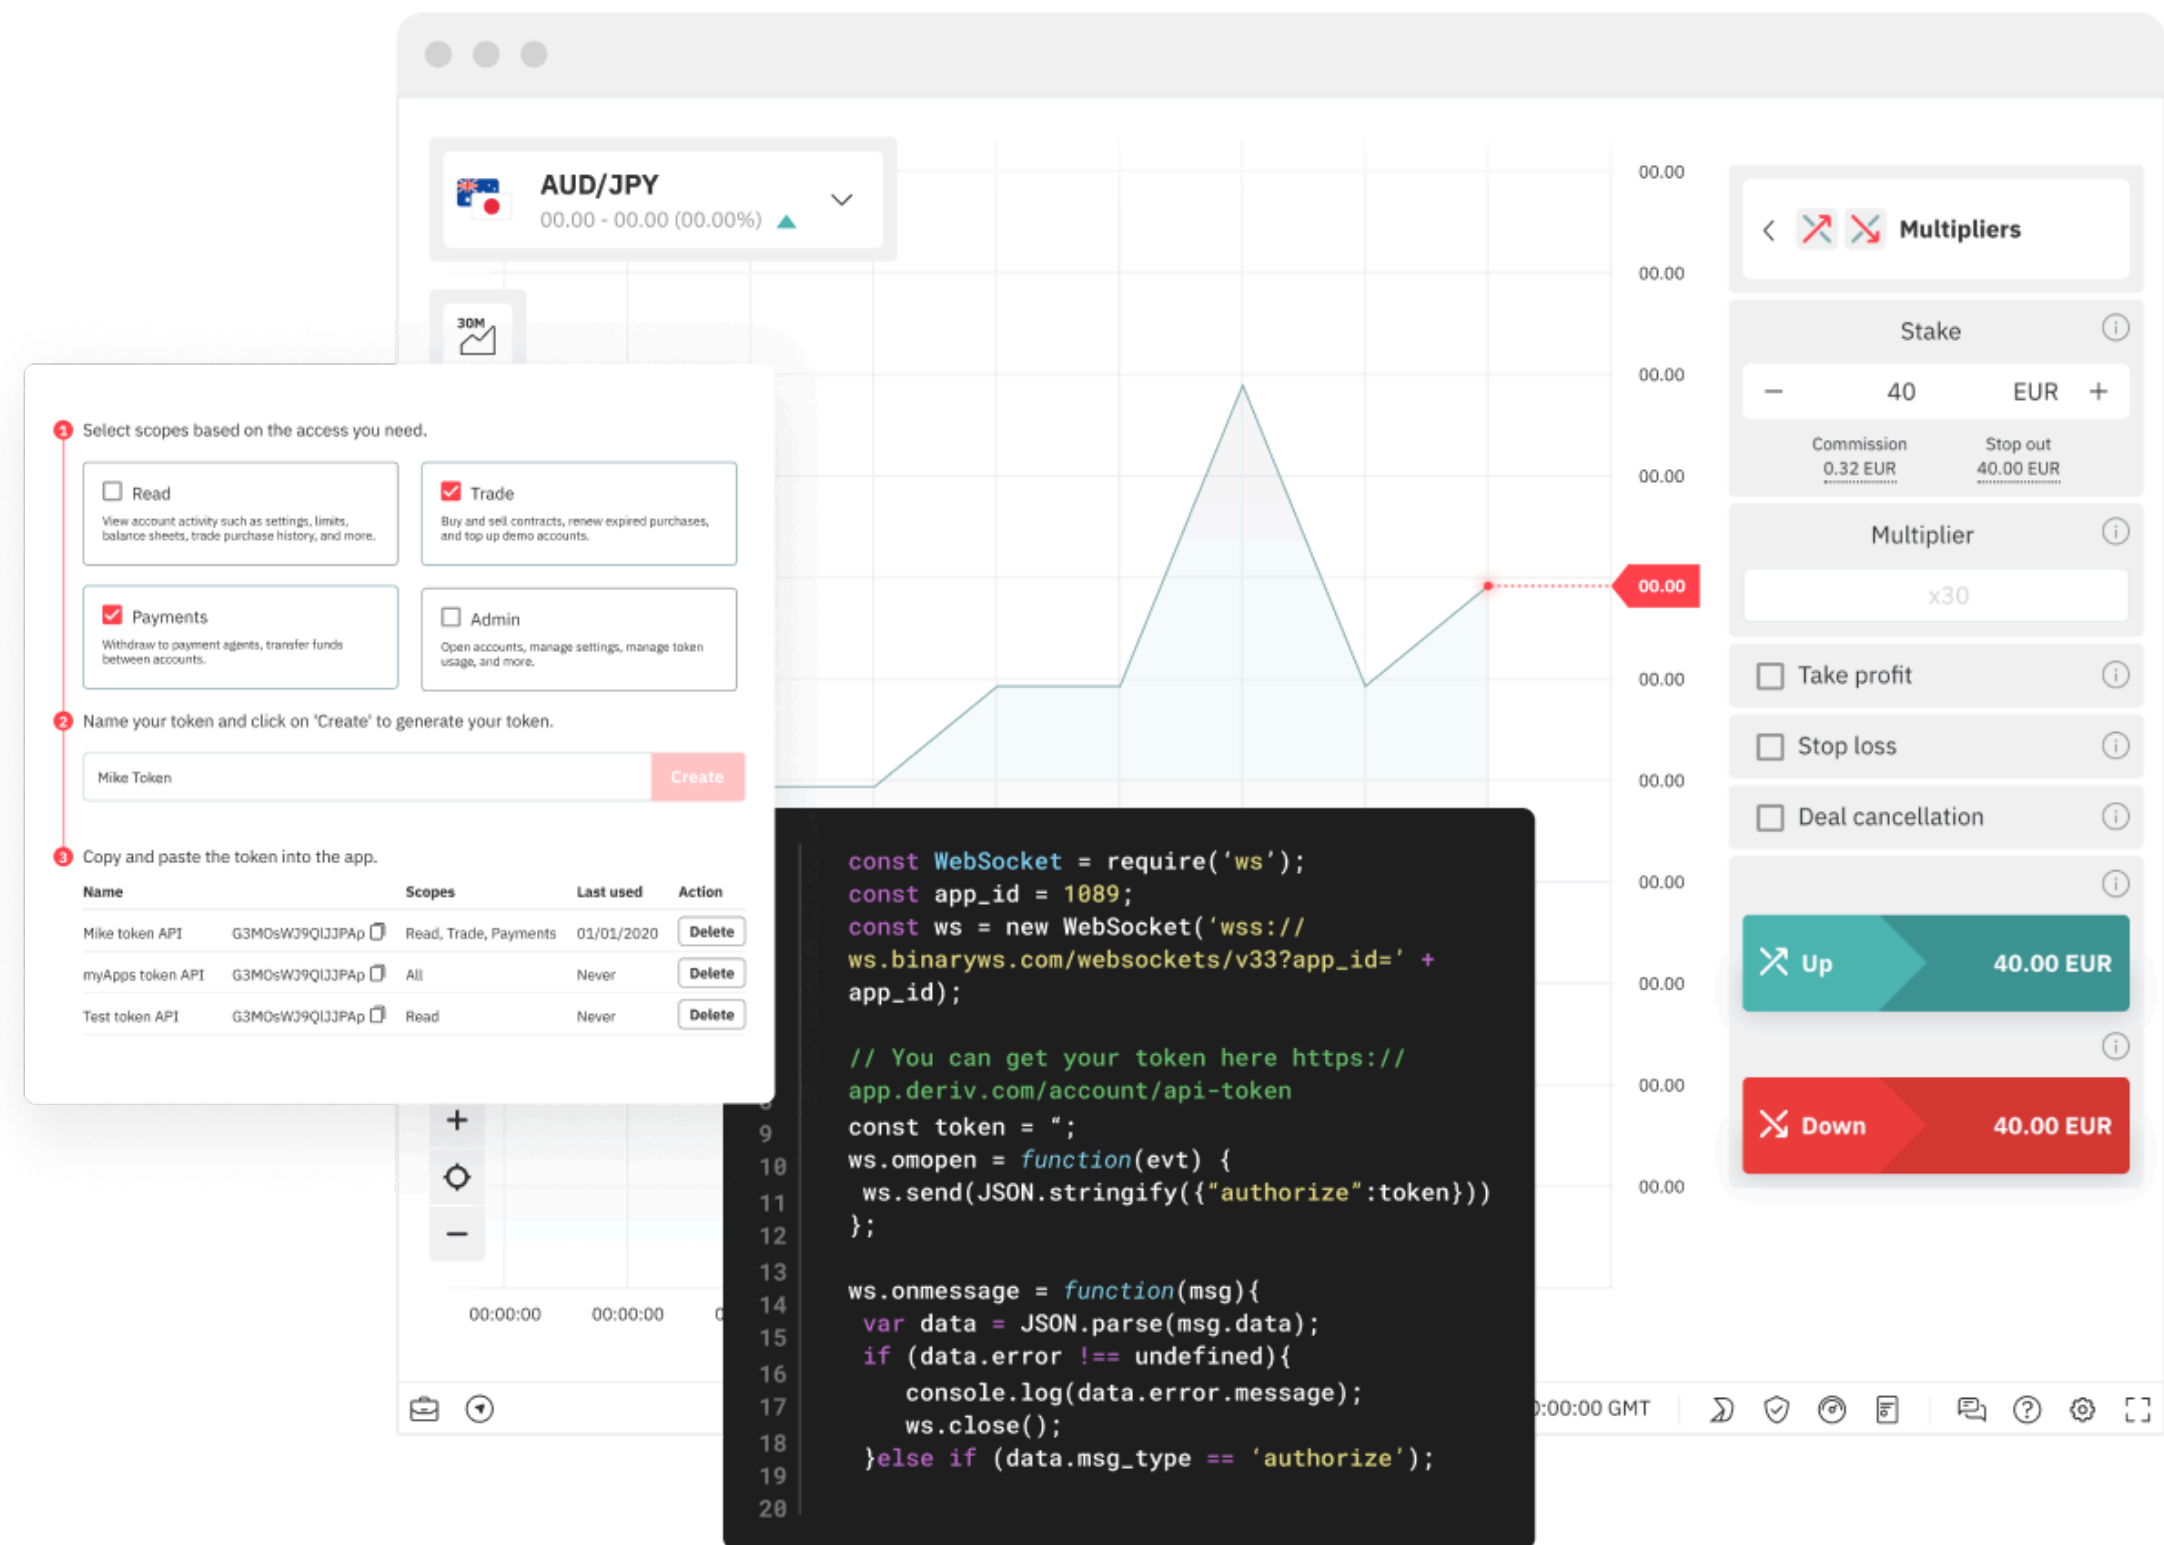 AUD/JPY
00.00 - 00.00 (00.00%)
30M
00.00
00.00
00.00
00.00
00.00
00.00
00.00
00.00
00.00
00.00
00.00
00:00:00
00:00:00
:00:00 GMT
Multipliers
Stake
40 EUR
Commission Stop out
0.32 EUR 40.00 EUR
Multiplier
x30
Take profit
Stop loss
Deal cancellation
Up 40.00 EUR
Down 40.00 EUR
1 Select scopes based on the access you need.
Read
View account activity such as settings, limits,
balance sheets, trade purchase history, and more.
Trade
Buy and sell contracts, renew expired purchases,
and top up demo accounts.
Payments
Withdraw to payment agents, transfer funds
between accounts.
Admin
Open accounts, manage settings, manage token
usage, and more.
2 Name your token and click on 'Create' to generate your token.
Mike Token Create
3 Copy and paste the token into the app.
Name Scopes Last used Action
Mike token API G3MOsWJ9QlJJPAp Read, Trade, Payments 01/01/2020 Delete
myApps token API G3MOsWJ9QlJJPAp All Never Delete
Test token API G3MOsWJ9QlJJPAp Read Never Delete
const WebSocket = require(‘ws’);
const app_id = 1089;
const ws = new WebSocket(‘wss://
ws.binaryws.com/websockets/v33?app_id=’ +
app_id);
// You can get your token here https://
app.deriv.com/account/api-token
9 const token = “;
10 ws.omopen = function(evt) {
11 ws.send(JSON.stringify({“authorize”:token}))
12 };
13
14 ws.onmessage = function(msg){
15 var data = JSON.parse(msg.data);
16 if (data.error !== undefined){
17 console.log(data.error.message);
18 ws.close();
19 }else if (data.msg_type == ‘authorize’);
20